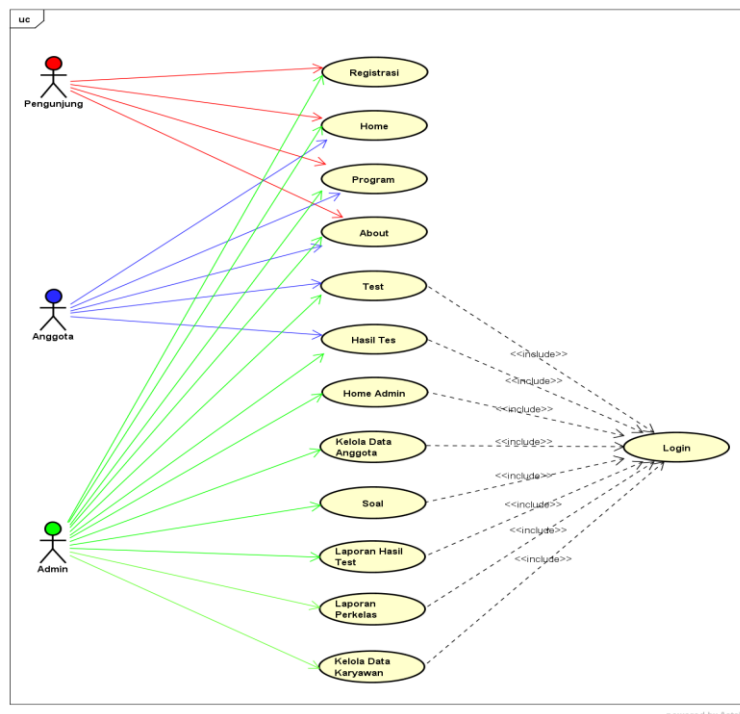 uc
Pengunjung
Registrasi
Home
Program
About
Anggota
Test
Hasil Tes
<<include>>
<<include>>
Home Admin
<<include>>
Kelola Data
Anggota
<<include>>
Login
Soal
<<include>>
<<include>>
Admin
Laporan Hasil
Test
<<include>>
Laporan
Perkelas
<<include>>
Kelola Data
Karyawan